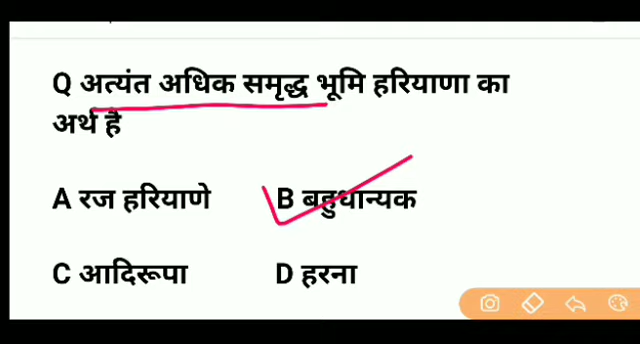 Q अत्यंत अधिक समृद्ध भूमि हरियाणा का
अर्थ है
A रज हरियाणे
B बहुधान्यक
C आदिरूपा
D हरना